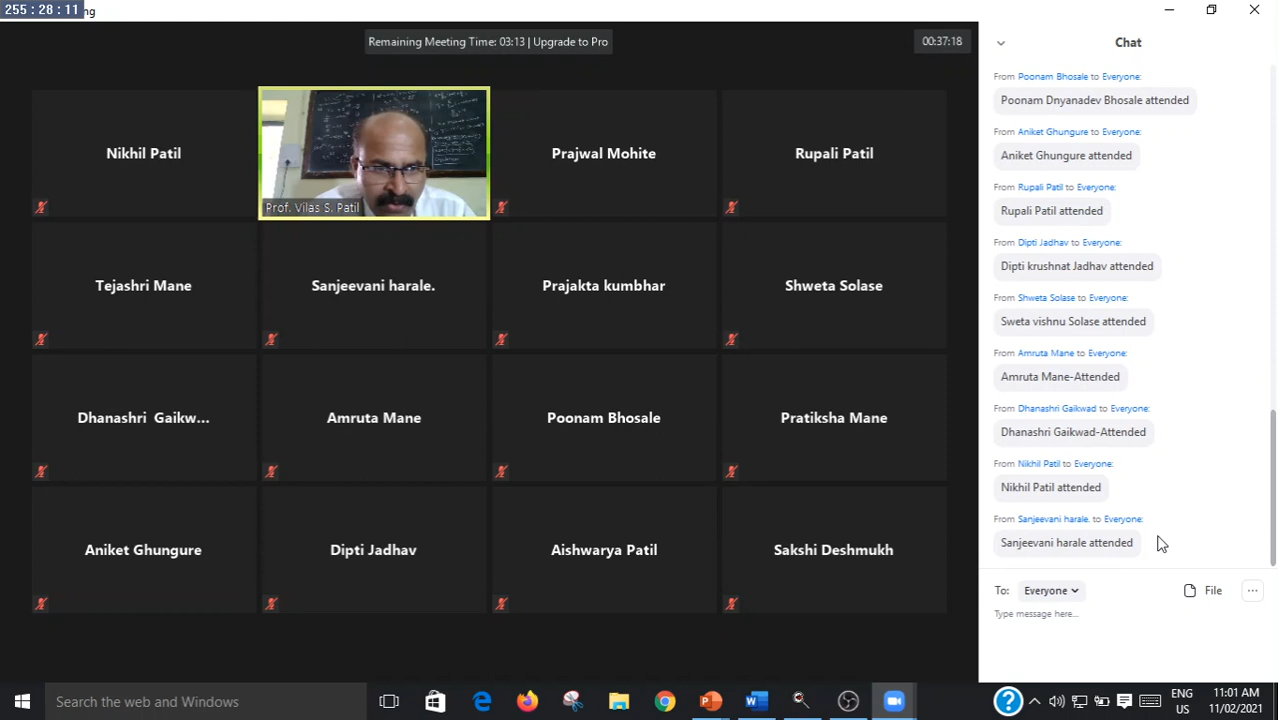 255:28:11 ng
Remaining Meeting Time: 03:13 | Upgrade to Pro
00:37:18
Nikhil Patil
Prof. Vilas S. Patil
Prajwal Mohite
Rupali Patil
Tejashri Mane
Sanjeevani harale.
Prajakta kumbhar
Shweta Solase
Dhanashri Gaikw...
Amruta Mane
Poonam Bhosale
Pratiksha Mane
Aniket Ghungure
Dipti Jadhav
Aishwarya Patil
Sakshi Deshmukh
Chat
From Poonam Bhosale to Everyone:
Poonam Dnyanadev Bhosale attended
From Aniket Ghungure to Everyone:
Aniket Ghungure attended
From Rupali Patil to Everyone:
Rupali Patil attended
From Dipti Jadhav to Everyone:
Dipti krushnat Jadhav attended
From Shweta Solase to Everyone:
Sweta vishnu Solase attended
From Amruta Mane to Everyone:
Amruta Mane-Attended
From Dhanashri Gaikwad to Everyone:
Dhanashri Gaikwad-Attended
From Nikhil Patil to Everyone:
Nikhil Patil attended
From Sanjeevani harale. to Everyone:
Sanjeevani harale attended
To: Everyone
File
Type message here...
Search the web and Windows
ENG
US
11:01 AM
11/02/2021